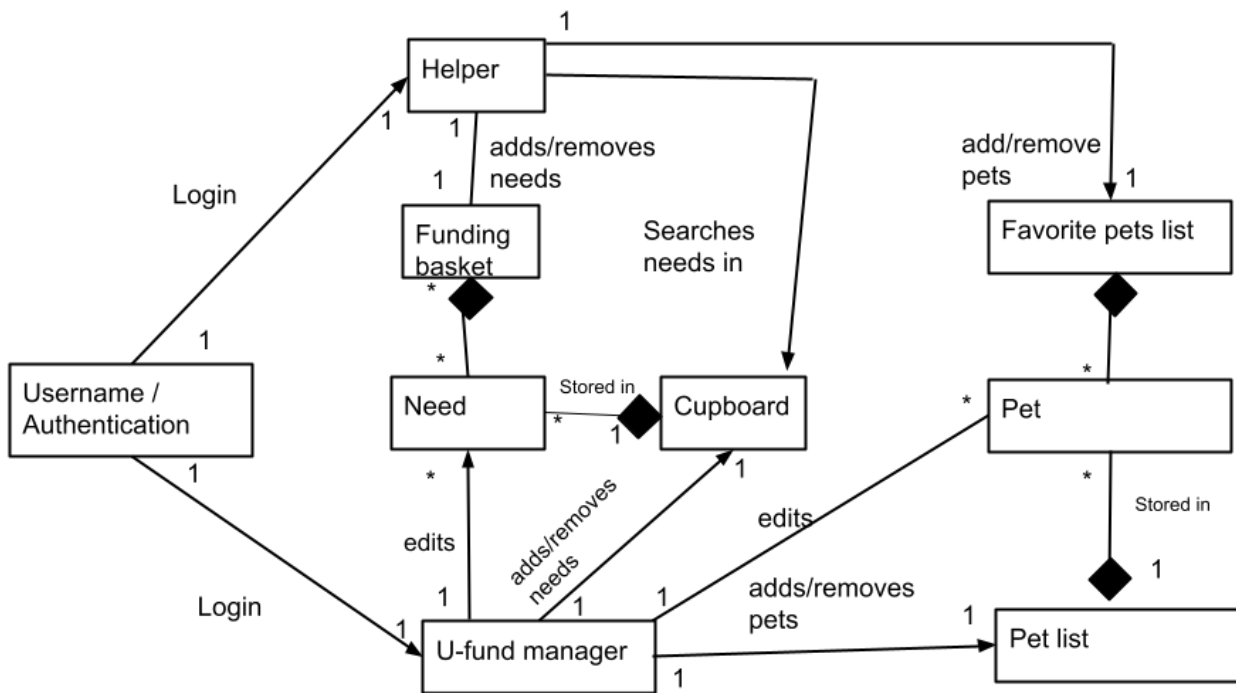 1
Helper
1
1
adds/removes
needs
add/remove
pets
1
1
Login
Funding
basket
Searches
needs in
Favorite pets list
*
1
*
*
Username /
Authentication
Need
Stored in
*
1
Cupboard
*
Pet
1
*
1
*
Stored in
edits
adds/removes
needs
edits
1
Login
1
1
1
1
adds/removes
pets
1
U-fund manager
1
Pet list